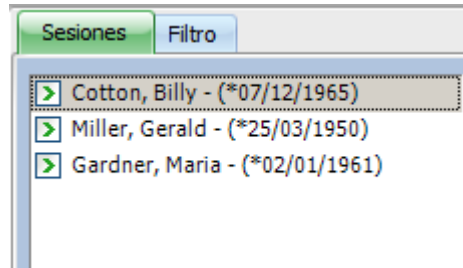 Sesiones Filtro
Cotton, Billy - (*07/12/1965)
Miller, Gerald - (*25/03/1950)
Gardner, Maria - (*02/01/1961)